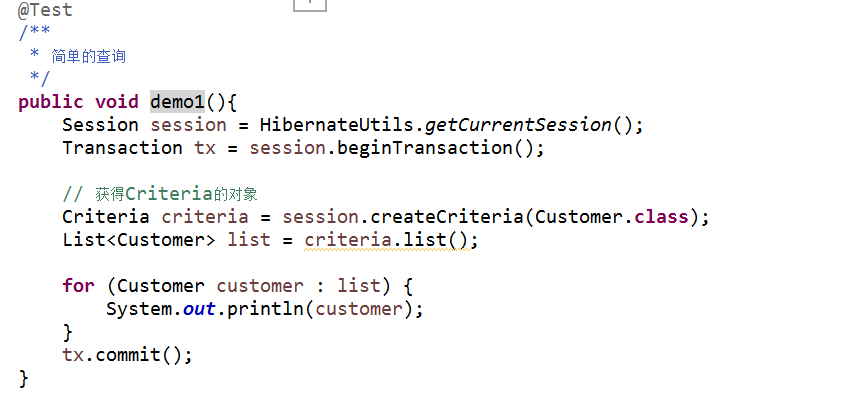 @Test
/**
 * 简单的查询
 */
public void demo1(){
    Session session = HibernateUtils.getCurrentSession();
    Transaction tx = session.beginTransaction();

    // 获得Criteria的对象
    Criteria criteria = session.createCriteria(Customer.class);
    List<Customer> list = criteria.list();

    for (Customer customer : list) {
        System.out.println(customer);
    }
    tx.commit();
}